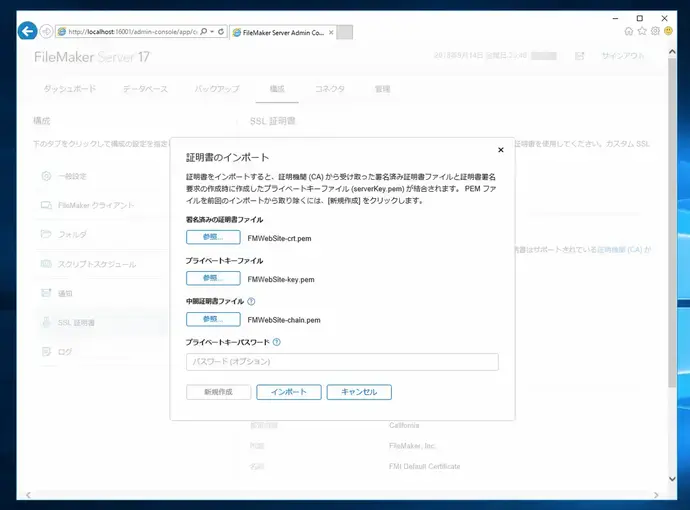 http://localhost:16001/admin-console/app/c
FileMaker Server Admin Co...
FileMaker Server 17
サインアウト
ダッシュボード
データベース
バックアップ
構成
コネクタ
管理
構成
SSL 証明書
下のタブをクリックして構成の設定を指定
証明書を使用してください。カスタム SSL
一般設定
FileMaker クライアント
フォルダ
スクリプトスケジュール
通知
SSL 証明書
ログ
証明書のインポート
証明書をインポートすると、証明機関 (CA) から受け取った署名済み証明書ファイルと証明書署名
要求の作成時に作成したプライベートキーファイル (serverKey.pem) が結合されます。 PEM ファ
イルを前回のインポートから取り除くには、[新規作成] をクリックします。
署名済みの証明書ファイル
参照...
FMWebSite-crt.pem
プライベートキーファイル
参照...
FMWebSite-key.pem
中間証明書ファイル
参照...
FMWebSite-chain.pem
プライベートキーパスワード
パスワード (オプション)
新規作成
インポート
キャンセル
書はサポートされている証明機関 (CA) が
都道府県
California
組織
FileMaker, Inc.
名前
FMI Default Certificate